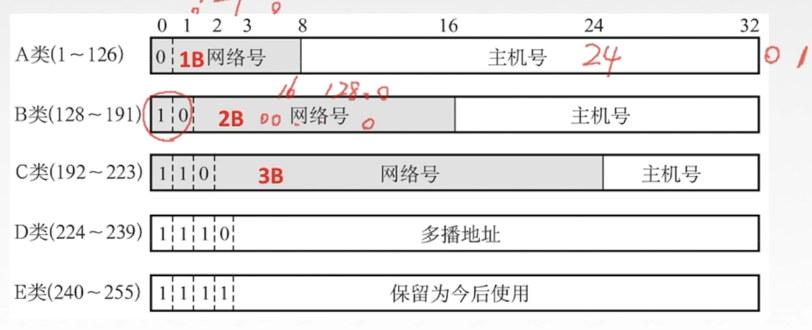 0 1 2 3 8 16 24 32
A类(1～126) 0 1B 网络号 主机号 24 0 1
16 128.0
B类(128～191) 1 0 2B 00 网络号 0 主机号
C类(192～223) 1 1 0 3B 网络号 主机号
D类(224～239) 1 1 1 0 多播地址
E类(240～255) 1 1 1 1 保留为今后使用